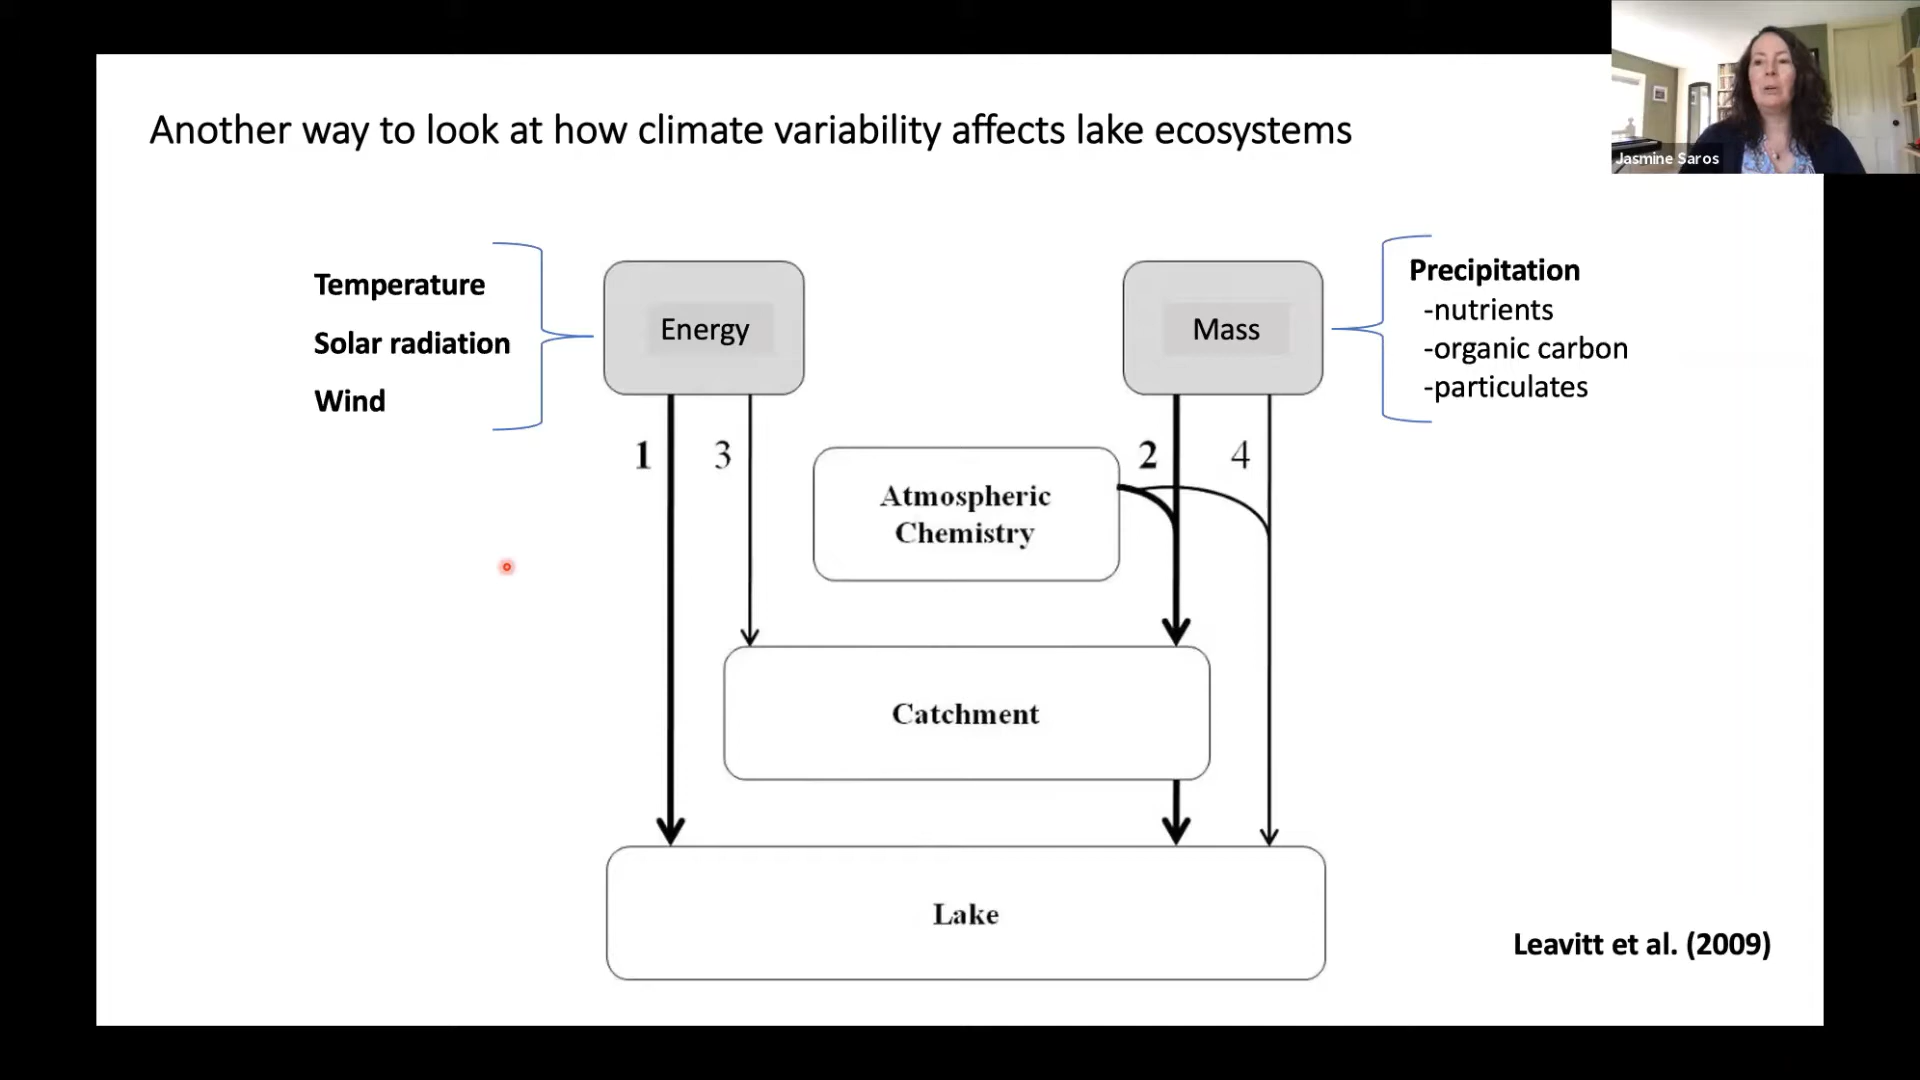 Another way to look at how climate variability affects lake ecosystems
Jasmine Saros
Temperature
Solar radiation
Wind
Energy
Mass
Precipitation
-nutrients
-organic carbon
-particulates
1
3
2
4
Atmospheric
Chemistry
Catchment
Lake
Leavitt et al. (2009)